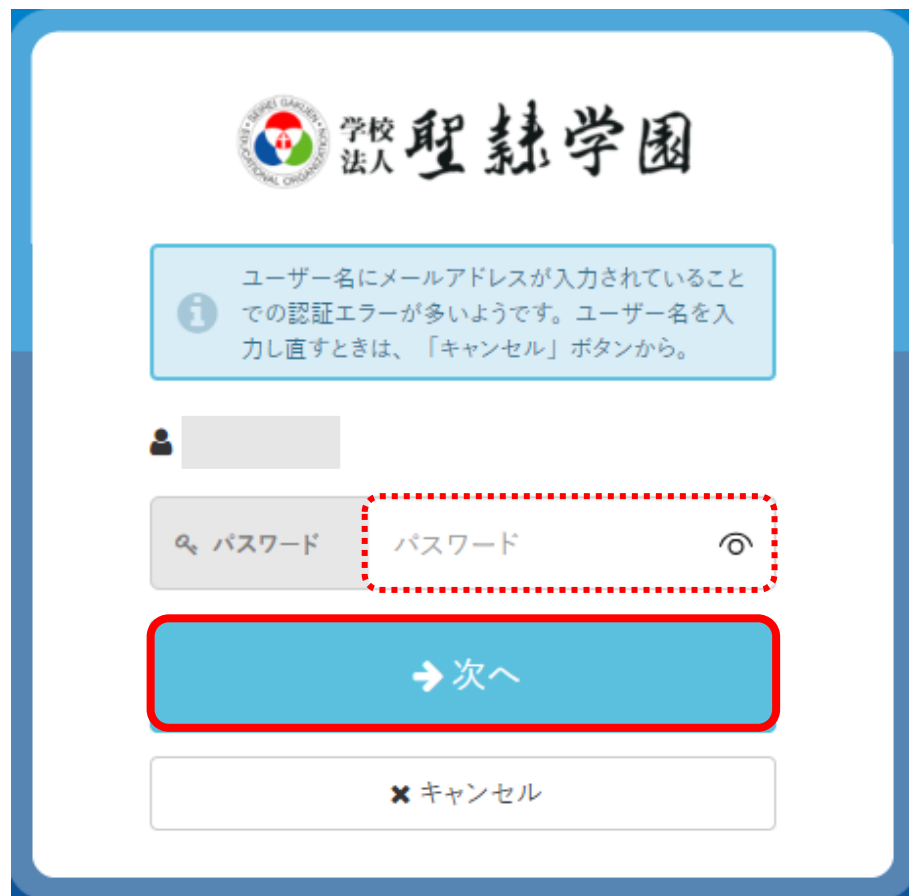 SEIREI GAKUEN
EDUCATIONAL ORGANIZATION
学校
法人
聖隷学園
ユーザー名にメールアドレスが入力されていること
での認証エラーが多いようです。ユーザー名を入
力し直すときは、「キャンセル」ボタンから。
パスワード パスワード
次へ
キャンセル